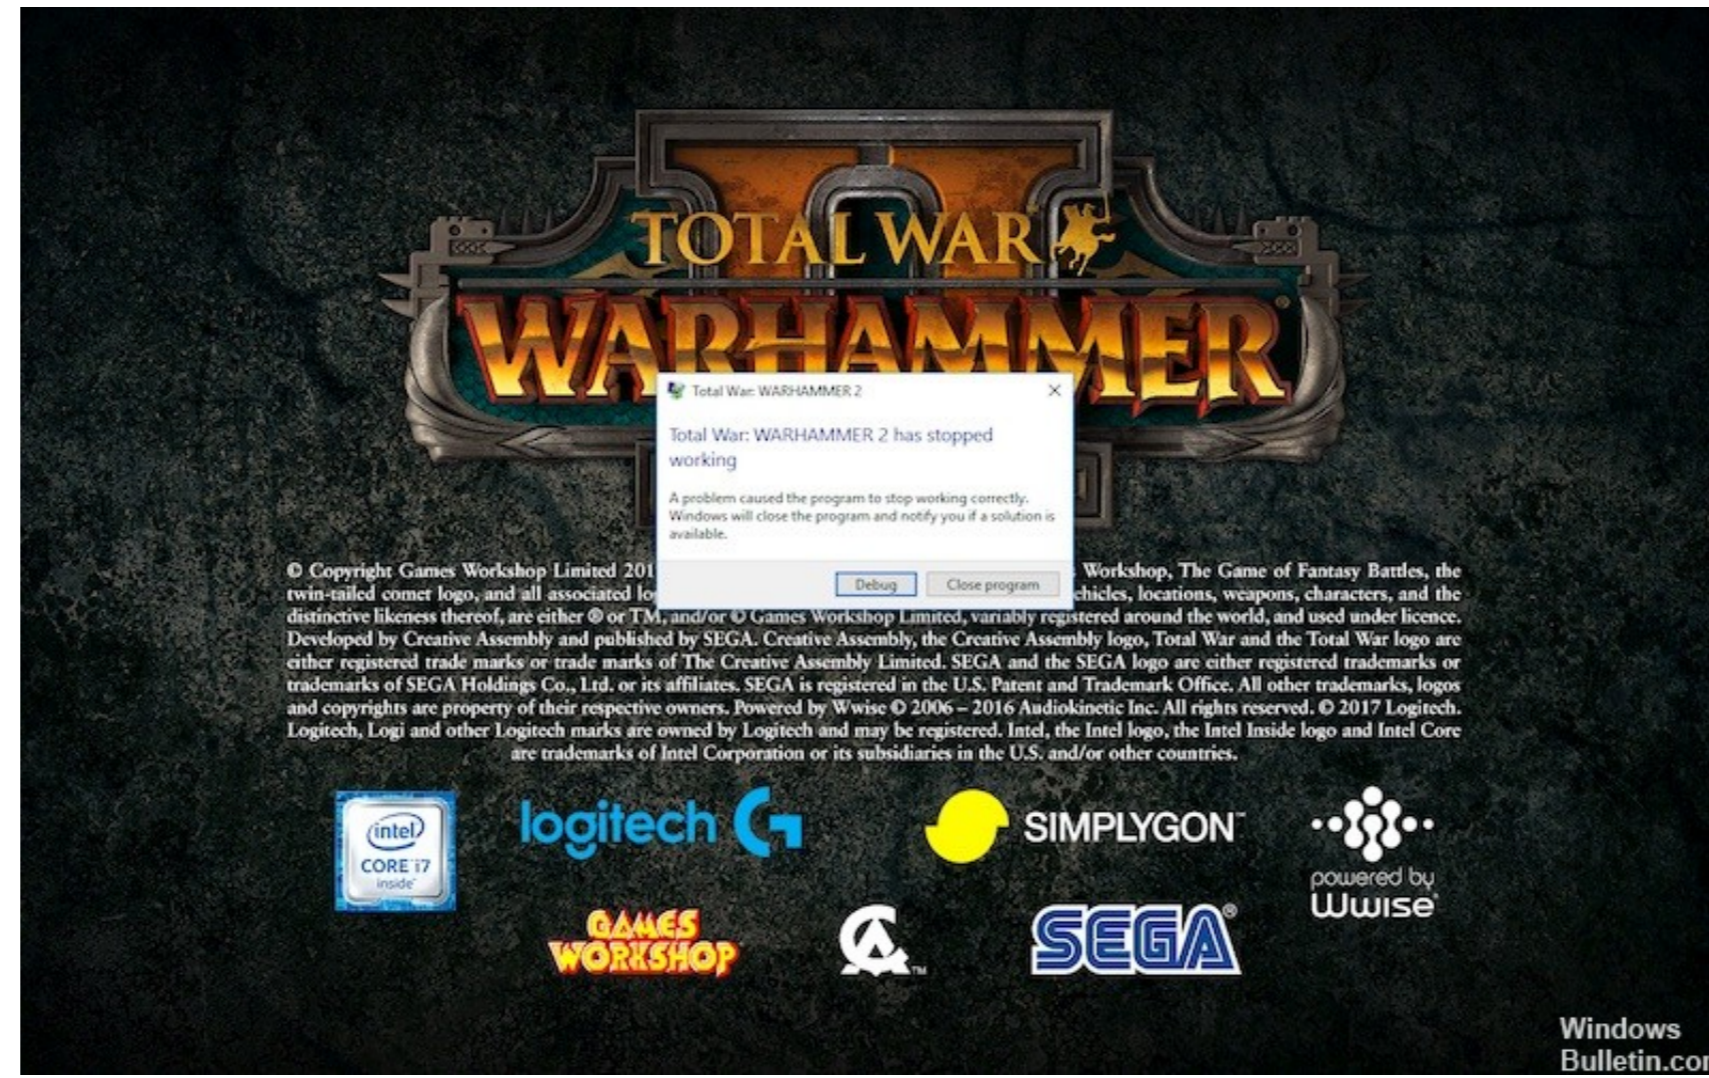 TOTAL WAR
WARHAMMER
Total War: WARHAMMER 2
Total War: WARHAMMER 2 has stopped
working
A problem caused the program to stop working correctly.
Windows will close the program and notify you if a solution is
available.
Debug
Close program
© Copyright Games Workshop Limited 201 Workshop, The Game of Fantasy Battles, the
twin-tailed comet logo, and all associated lo hicles, locations, weapons, characters, and the
distinctive likeness thereof, are either ® or TM, and/or © Games Workshop Limited, variably registered around the world, and used under licence.
Developed by Creative Assembly and published by SEGA. Creative Assembly, the Creative Assembly logo, Total War and the Total War logo are
either registered trade marks or trade marks of The Creative Assembly Limited. SEGA and the SEGA logo are either registered trademarks or
trademarks of SEGA Holdings Co., Ltd. or its affiliates. SEGA is registered in the U.S. Patent and Trademark Office. All other trademarks, logos
and copyrights are property of their respective owners. Powered by Wwise © 2006 – 2016 Audiokinetic Inc. All rights reserved. © 2017 Logitech.
Logitech, Logi and other Logitech marks are owned by Logitech and may be registered. Intel, the Intel logo, the Intel Inside logo and Intel Core
are trademarks of Intel Corporation or its subsidiaries in the U.S. and/or other countries.
intel
CORE i7
inside
logitech G
SIMPLYGON™
powered by
Wwise
GAMES
WORKSHOP
CA™
SEGA®
Windows
Bulletin.com